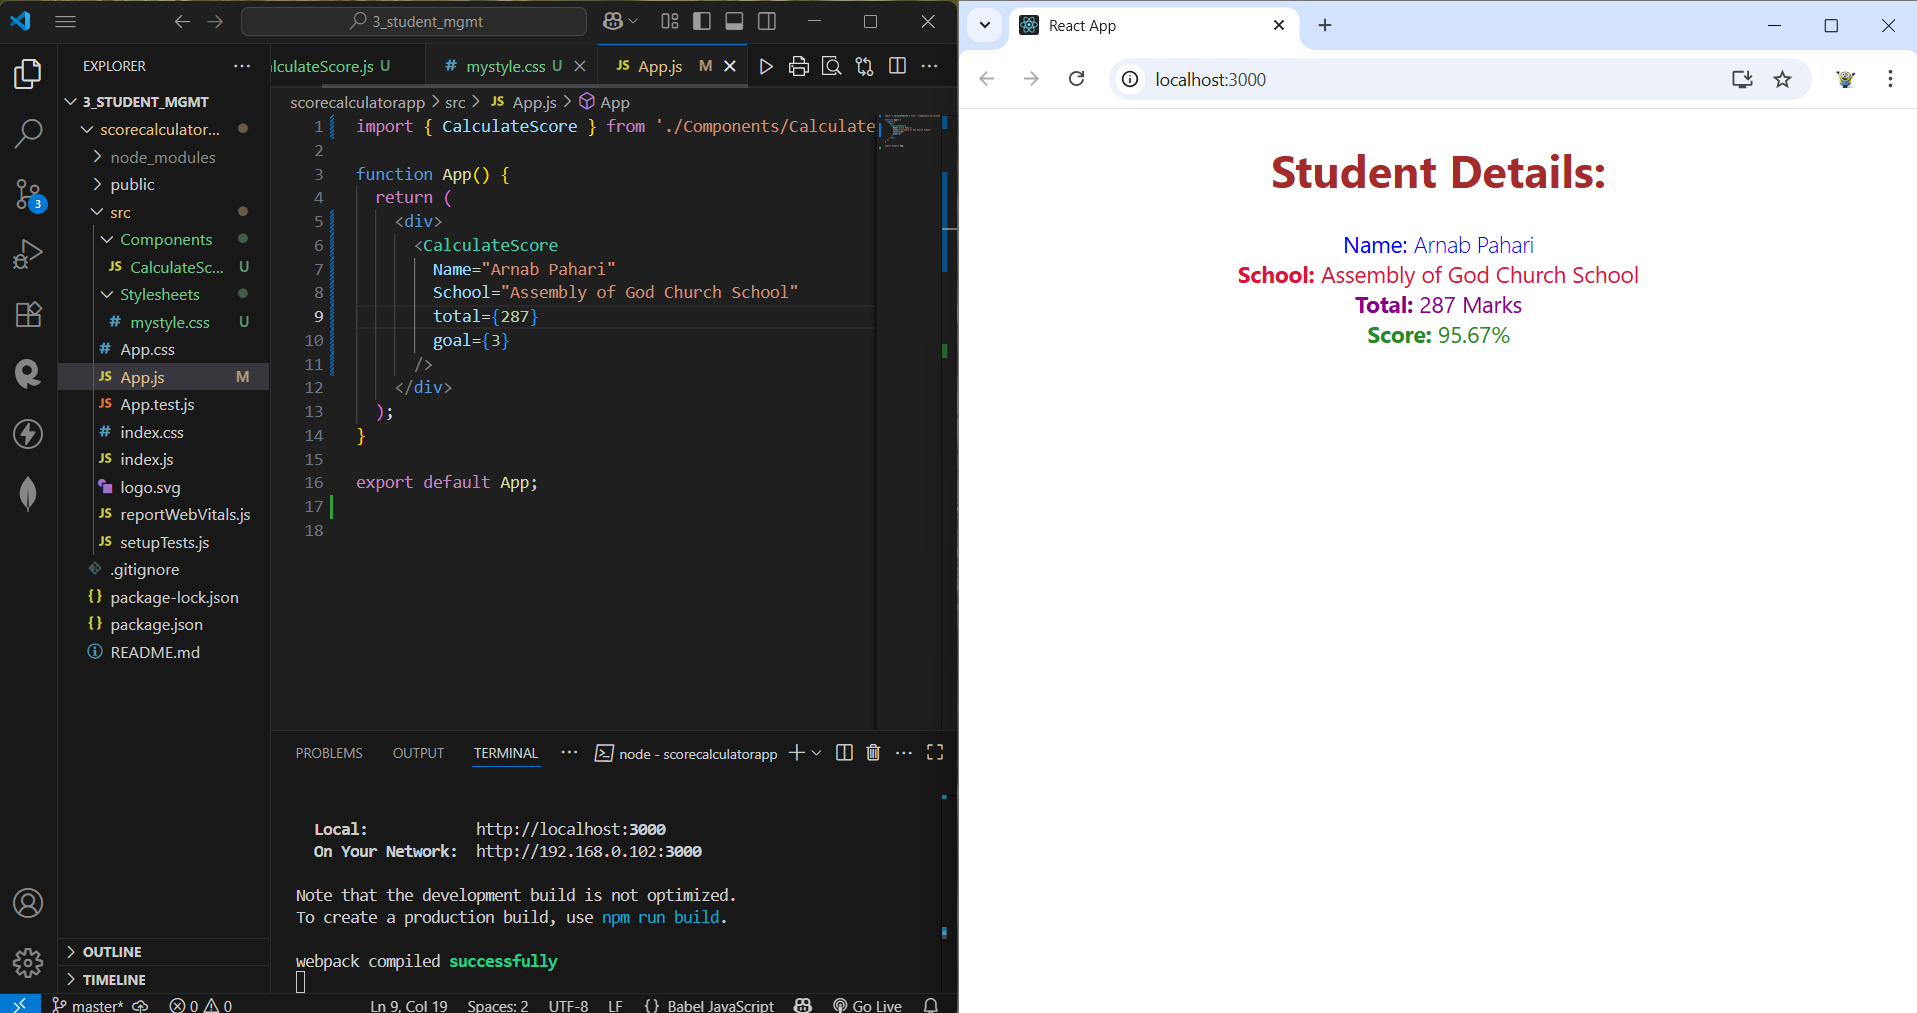 3_student_mgmt
EXPLORER
3_STUDENT_MGMT
scorecalculator...
node_modules
public
src
Components
JS CalculateSc... U
Stylesheets
# mystyle.css U
# App.css
JS App.js M
JS App.test.js
# index.css
JS index.js
logo.svg
JS reportWebVitals.js
JS setupTests.js
.gitignore
{} package-lock.json
{} package.json
README.md
OUTLINE
TIMELINE
lculateScore.js U
# mystyle.css U
JS App.js M
scorecalculatorapp > src > JS App.js > App
1 import { CalculateScore } from './Components/Calculate
2
3 function App() {
4 return (
5 <div>
6 <CalculateScore
7 Name="Arnab Pahari"
8 School="Assembly of God Church School"
9 total={287}
10 goal={3}
11 />
12 </div>
13 );
14 }
15
16 export default App;
17
18
PROBLEMS OUTPUT TERMINAL ··· node - scorecalculatorapp
Local: http://localhost:3000
On Your Network: http://192.168.0.102:3000
Note that the development build is not optimized.
To create a production build, use npm run build.
webpack compiled successfully
3
master* 0 0 Ln 9, Col 19 Spaces: 2 UTF-8 LF {} Babel JavaScript Go Live
React App
localhost:3000
Student Details:
Name: Arnab Pahari
School: Assembly of God Church School
Total: 287 Marks
Score: 95.67%